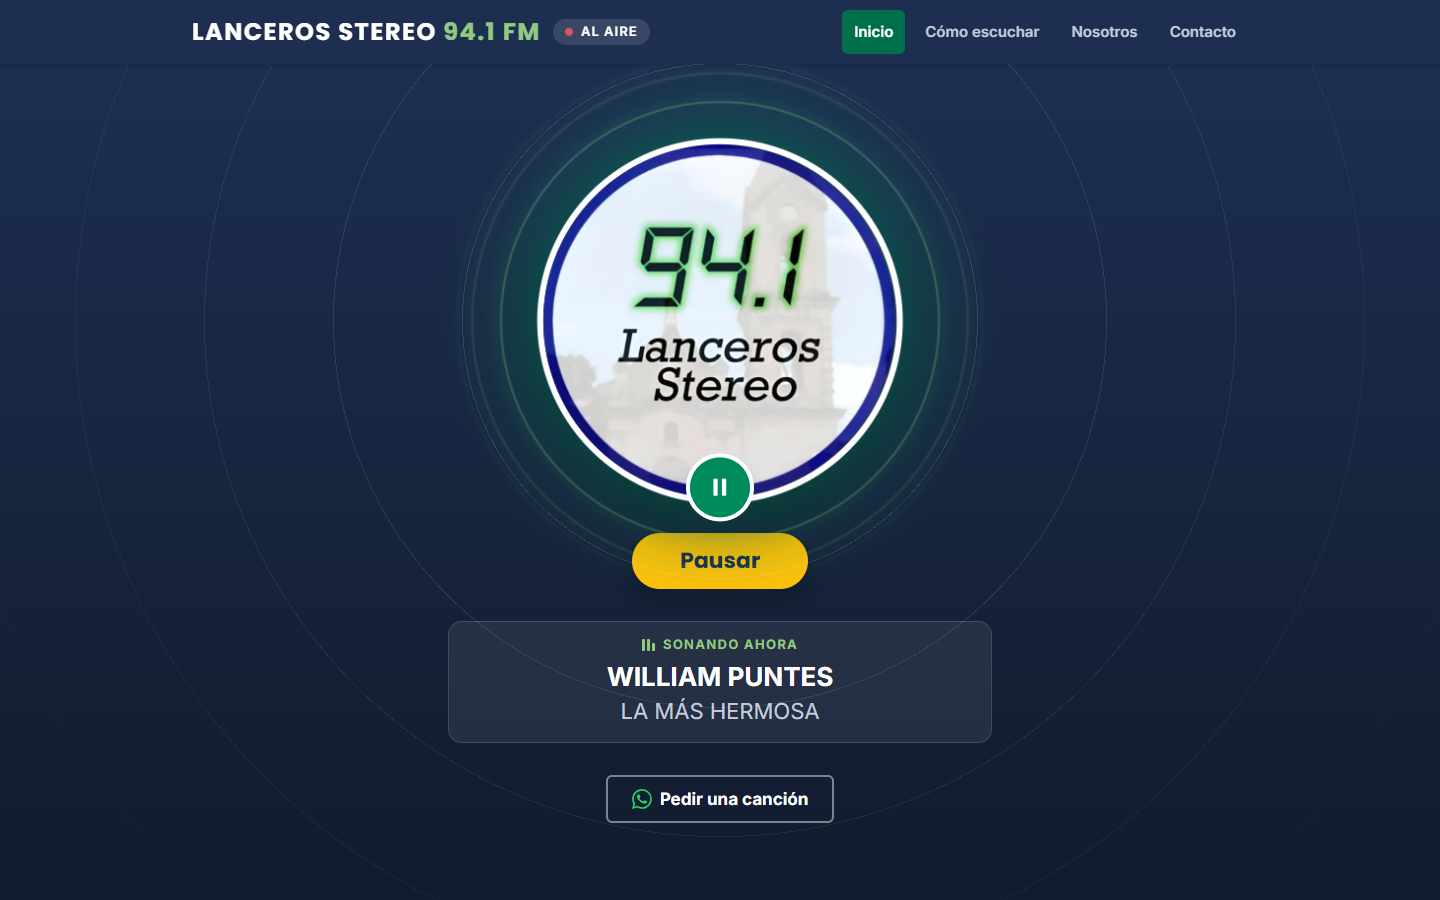 LANCEROS STEREO 94.1 FM
AL AIRE
Inicio
Cómo escuchar
Nosotros
Contacto
94.1
Lanceros
Stereo
Pausar
SONANDO AHORA
WILLIAM PUNTES
LA MÁS HERMOSA
Pedir una canción